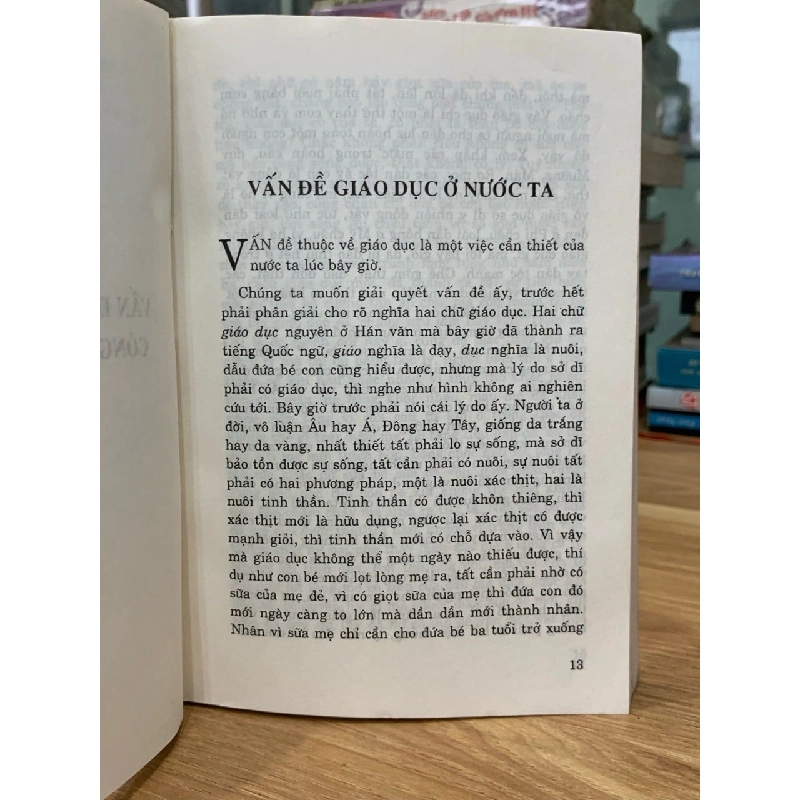 VẤN ĐỀ GIÁO DỤC Ở NƯỚC TA
VẤN đề thuộc về giáo dục là một việc cẩn thiết của
nước ta lúc bây giờ.
Chúng ta muốn giải quyết vấn đề ấy, trước hết
phải phân giải cho rõ nghĩa hai chữ giáo dục. Hai chữ
giáo dục nguyên ở Hán văn mà bây giờ đã thành ra
tiếng Quốc ngữ, giáo nghĩa là dạy, dục nghĩa là nuôi,
dẫu đứa bé con cũng hiểu được, nhưng mà lý do sở dĩ
phải có giáo dục, thì nghe như hình không ai nghiên
cứu tới. Bây giờ trước phải nói cái lý do ấy. Người ta ở
đời, vô luận Âu hay Á, Đông hay Tây, giống da trắng
hay da vàng, nhất thiết tất phải lo sự sống, mà sở dĩ
bảo tồn được sự sống, tất cần phải có nuôi, sự nuôi tất
phải có hai phương pháp, một là nuôi xác thịt, hai là
nuôi tinh thần. Tinh thần có được khôn thiêng, thì
xác thịt mới là hữu dụng, ngược lại xác thịt có được
mạnh giỏi, thì tinh thần mới có chỗ dựa vào. Vì vậy
mà giáo dục không thể một ngày nào thiếu được, thí
dụ như con bé mới lọt lòng mẹ ra, tất cần phải nhờ có
sữa của mẹ đẻ, vì có giọt sữa của mẹ thì đứa con đó
mới ngày càng to lớn mà dần dần mới thành nhân.
Nhân vì sữa mẹ chỉ cần cho đứa bé ba tuổi trở xuống
13